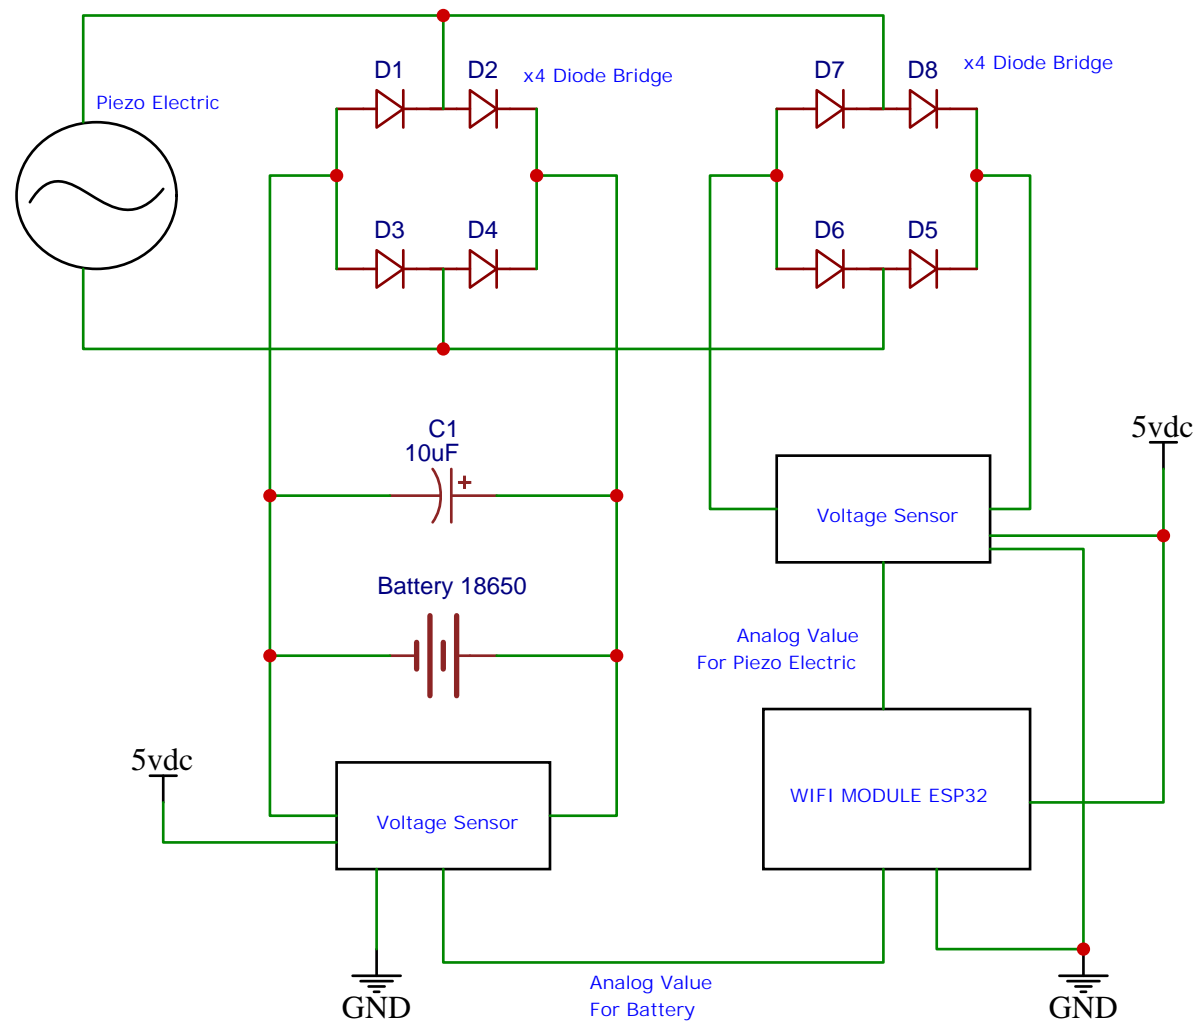 D1
D2
x4 Diode Bridge
D7
D8
x4 Diode Bridge
Piezo Electric
D3
D4
D6
D5
C1
10uF
+
5vdc
Voltage Sensor
Battery 18650
Analog Value
For Piezo Electric
5vdc
WIFI MODULE ESP32
Voltage Sensor
Analog Value
For Battery
GND
GND